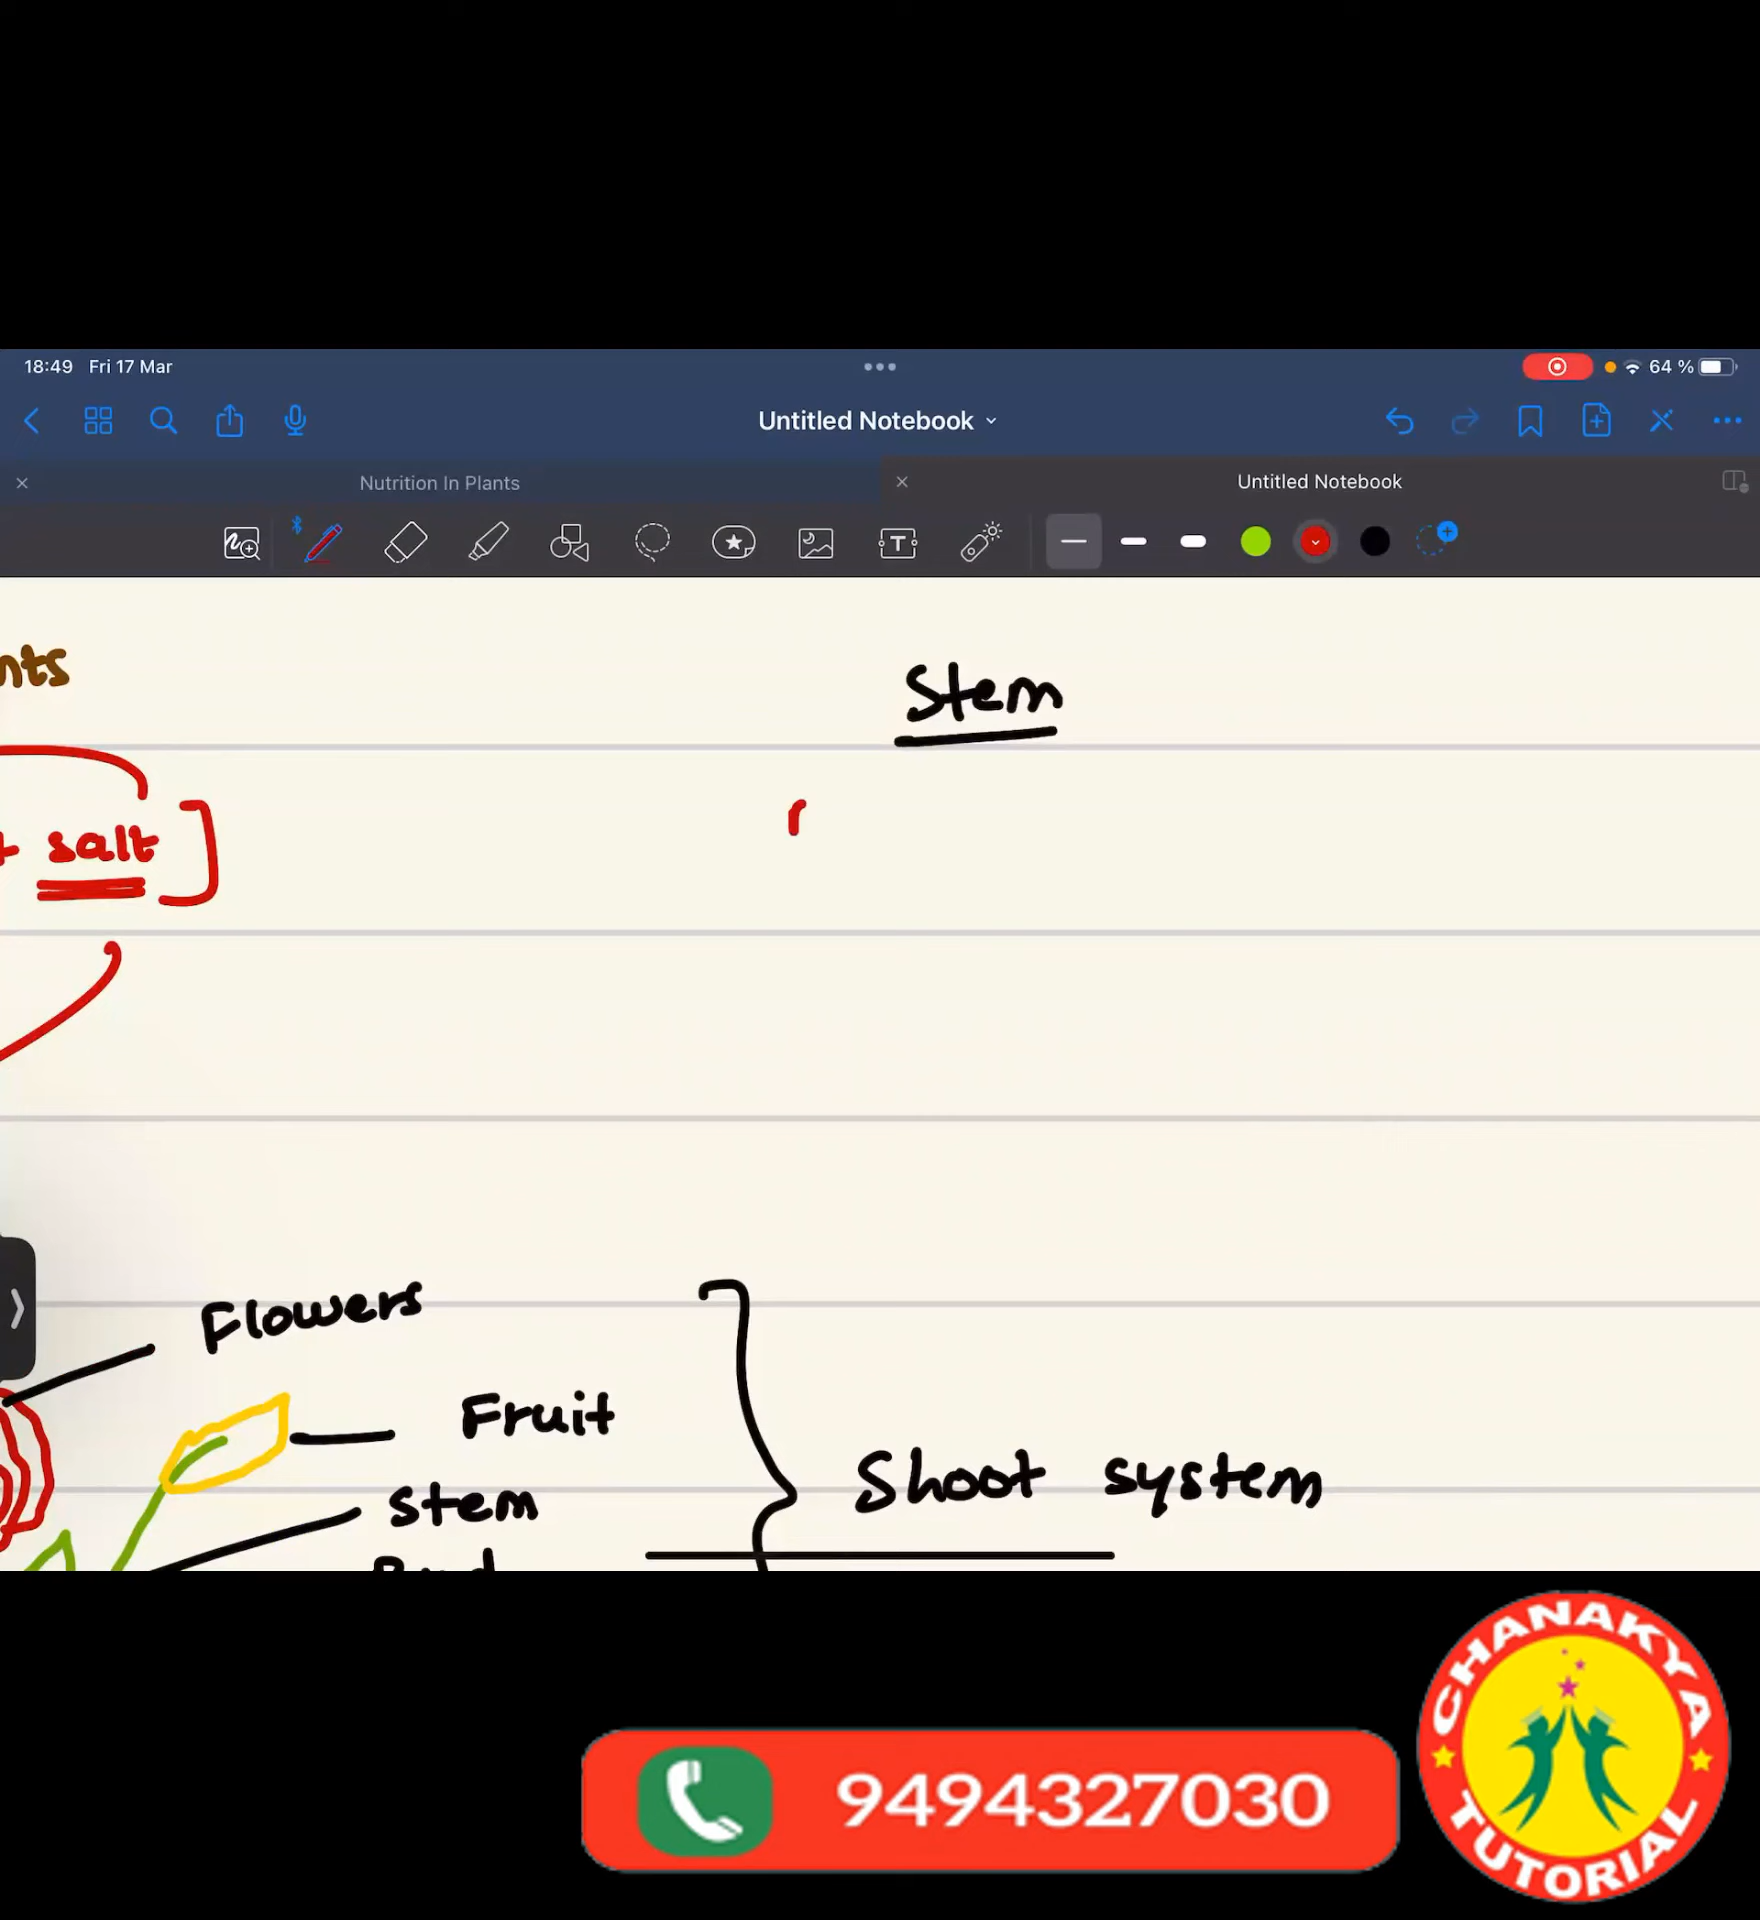 18:49 Fri 17 Mar
64 %
Untitled Notebook
Nutrition In Plants
Untitled Notebook
T
nts
Stem
+ salt ]
Flowers
Fruit
Shoot system
Stem
9494327030
CHANAKYA
TUTORIAL